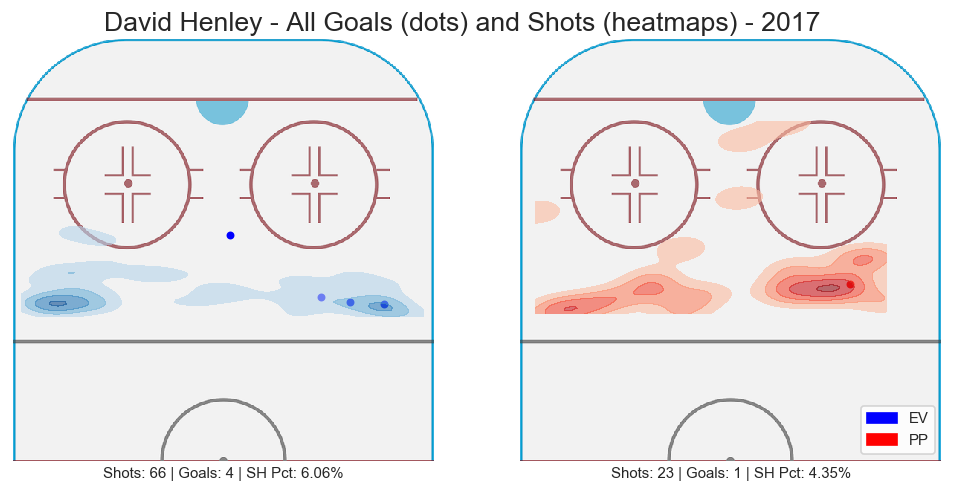 David Henley - All Goals (dots) and Shots (heatmaps) - 2017
EV
PP
Shots: 66 | Goals: 4 | SH Pct: 6.06%
Shots: 23 | Goals: 1 | SH Pct: 4.35%